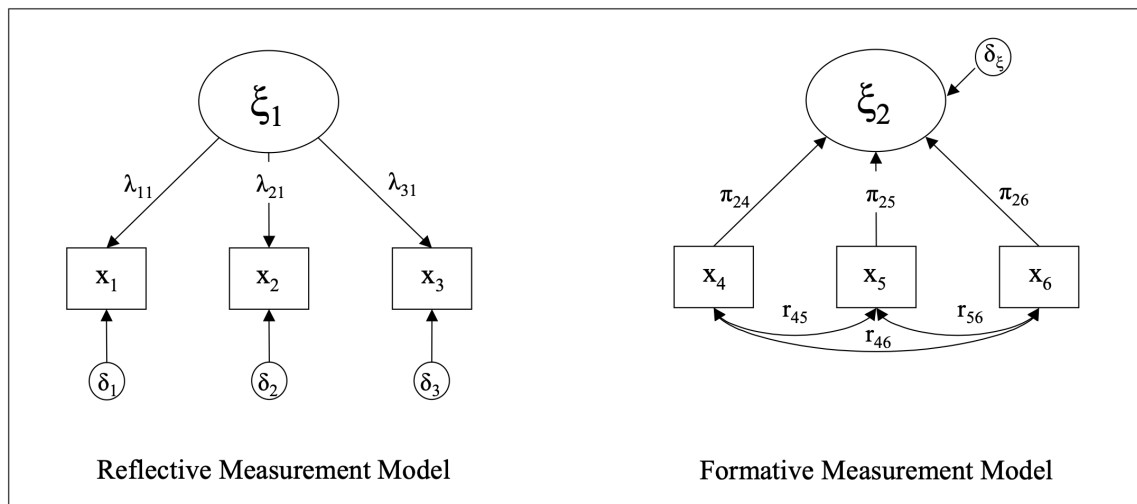 ξ₁
λ₁₁
λ₂₁
λ₃₁
x₁
x₂
x₃
δ₁
δ₂
δ₃
Reflective Measurement Model
δ_ξ
ξ₂
π₂₄
π₂₅
π₂₆
x₄
x₅
x₆
r₄₅
r₅₆
r₄₆
Formative Measurement Model